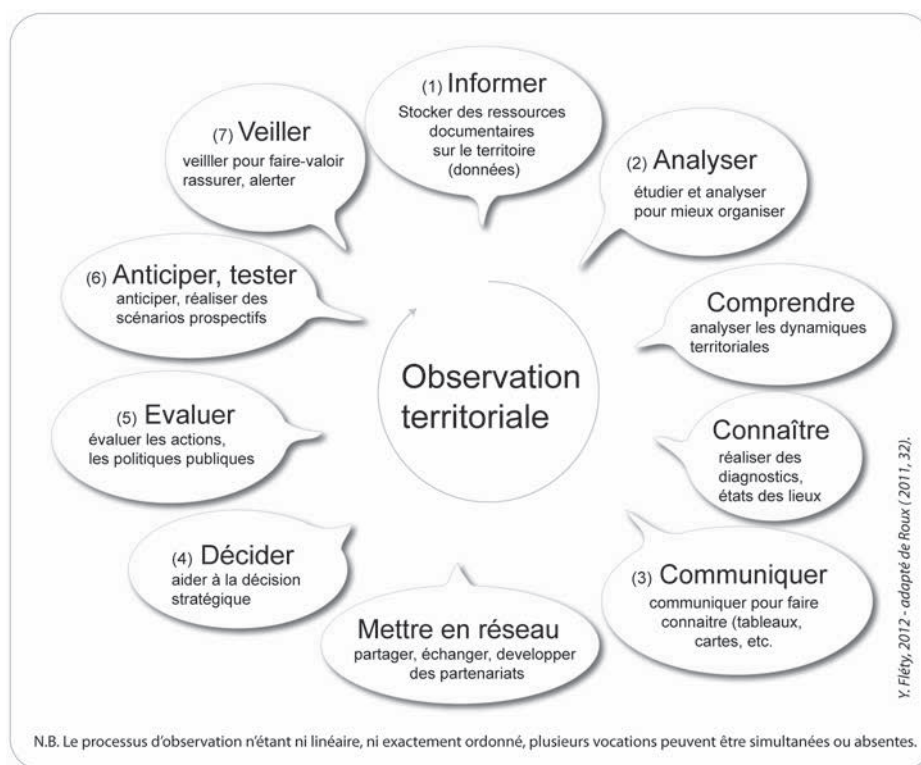 (1) Informer
Stocker des ressources
documentaires
sur le territoire
(données)
(2) Analyser
étudier et analyser
pour mieux organiser
Comprendre
analyser les dynamiques
territoriales
Connaître
réaliser des
diagnostics,
états des lieux
(3) Communiquer
communiquer pour faire
connaitre (tableaux,
cartes, etc.
Mettre en réseau
partager, échanger, developper
des partenariats
(4) Décider
aider à la décision
stratégique
(5) Evaluer
évaluer les actions,
les politiques publiques
(6) Anticiper, tester
anticiper, réaliser des
scénarios prospectifs
(7) Veiller
veilller pour faire-valoir
rassurer, alerter
Observation
territoriale
Y. Fléty, 2012 - adapté de Roux ( 2011, 32).
N.B. Le processus d'observation n'étant ni linéaire, ni exactement ordonné, plusieurs vocations peuvent être simultanées ou absentes.